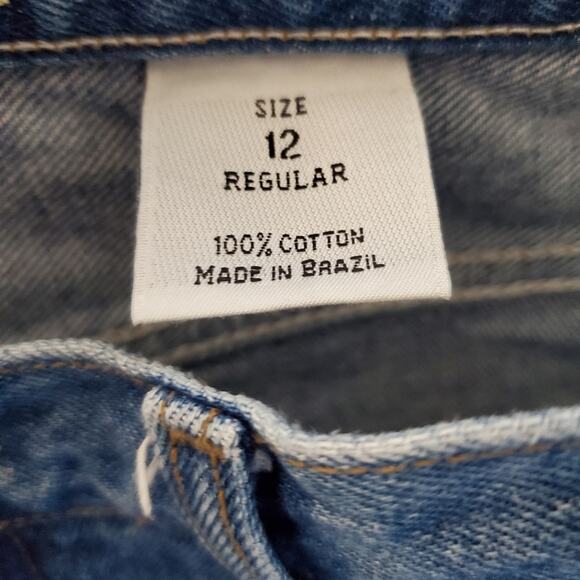 SIZE
12
REGULAR
100% COTTON
MADE IN BRAZIL